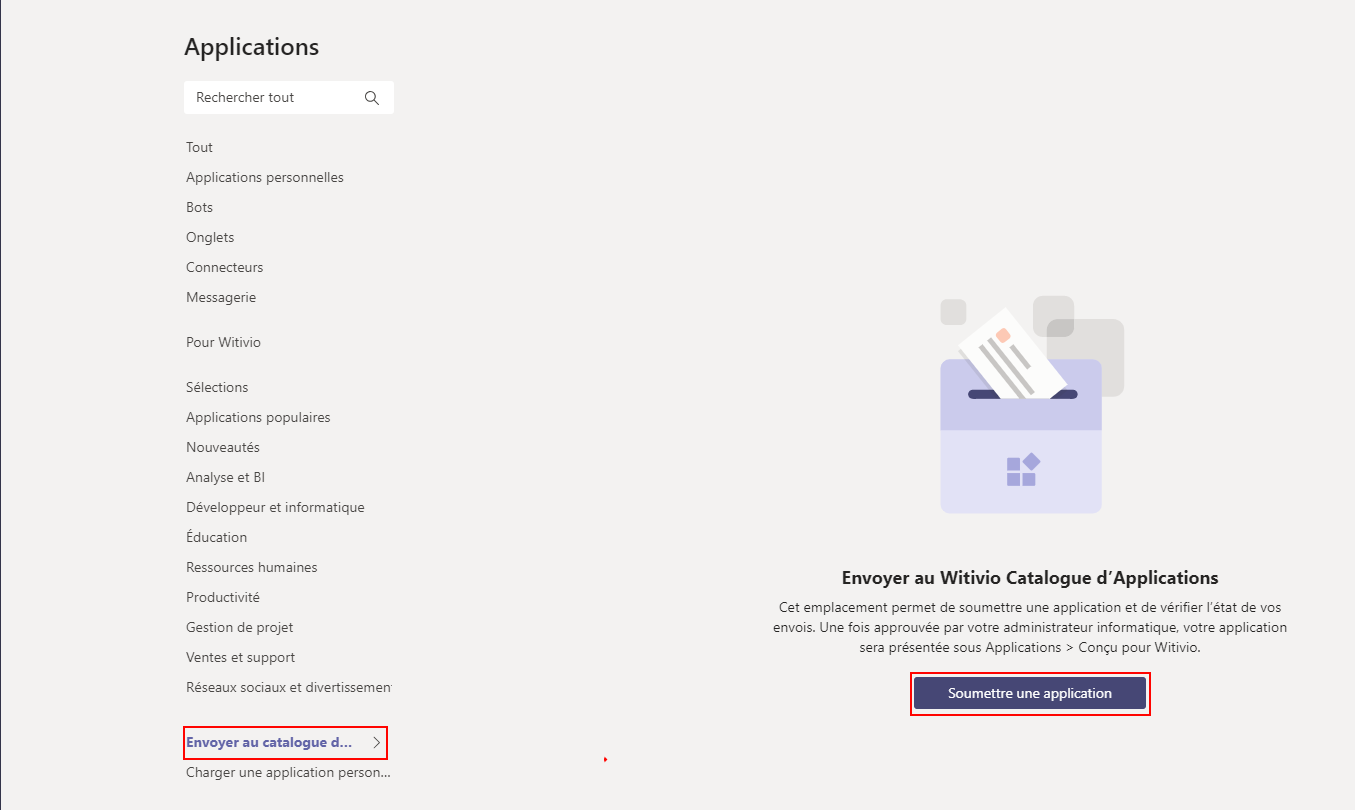 Applications
Rechercher tout
Tout
Applications personnelles
Bots
Onglets
Connecteurs
Messagerie
Pour Witivio
Sélections
Applications populaires
Nouveautés
Analyse et BI
Développeur et informatique
Éducation
Ressources humaines
Productivité
Gestion de projet
Ventes et support
Réseaux sociaux et divertissemen
Envoyer au catalogue d...
Charger une application person...
Envoyer au Witivio Catalogue d’Applications
Cet emplacement permet de soumettre une application et de vérifier l’état de vos
envois. Une fois approuvée par votre administrateur informatique, votre application
sera présentée sous Applications > Conçu pour Witivio.
Soumettre une application